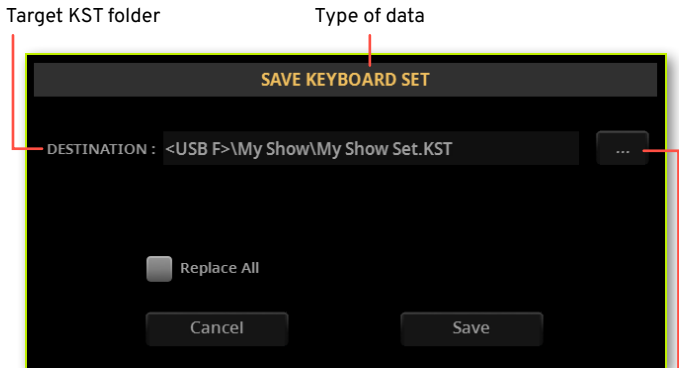 Target KST folder
Type of data
SAVE KEYBOARD SET
DESTINATION : <USB F>\My Show\My Show Set.KST ...
Replace All
Cancel
Save